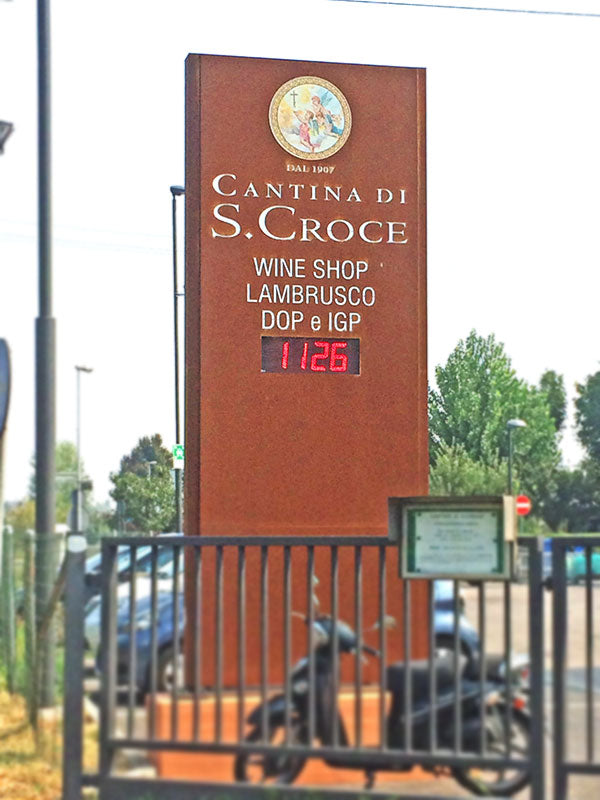 DAL 1907
CANTINA DI
S. CROCE
WINE SHOP
LAMBRUSCO
DOP e IGP
1126